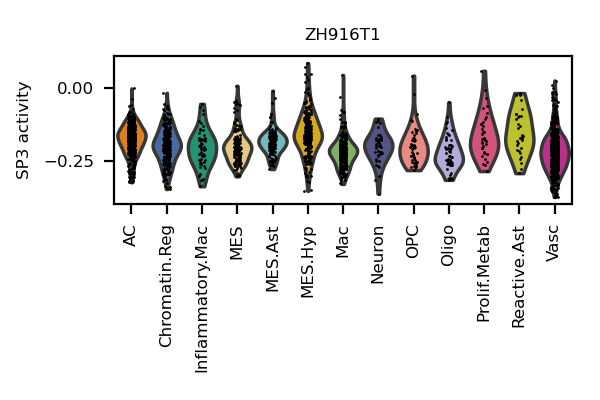 ZH916T1
SP3 activity
0.00
−0.25
AC
Chromatin.Reg
Inflammatory.Mac
MES
MES.Ast
MES.Hyp
Mac
Neuron
OPC
Oligo
Prolif.Metab
Reactive.Ast
Vasc